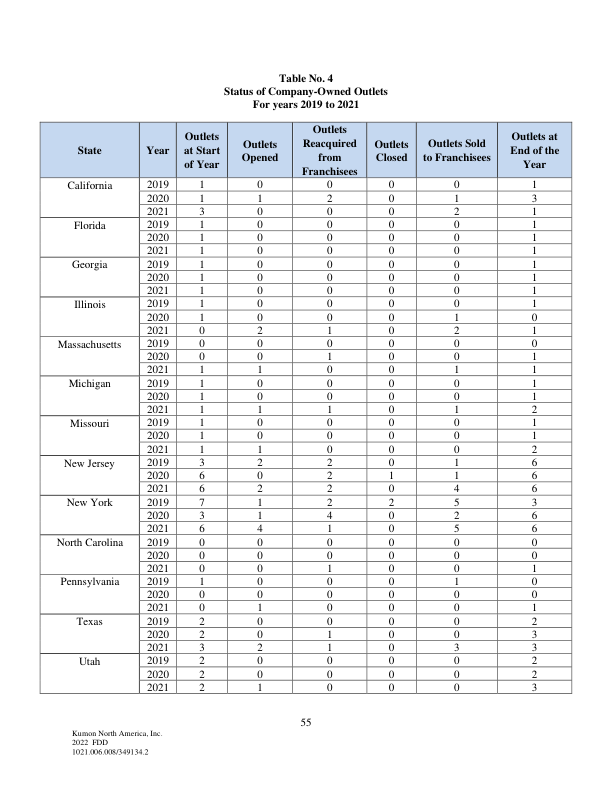 Table No. 4
Status of Company-Owned Outlets
For years 2019 to 2021
State Year Outlets at Start of Year Outlets Opened Outlets Reacquired from Franchisees Outlets Closed Outlets Sold to Franchisees Outlets at End of the Year
California 2019 1 0 0 0 0 1
2020 1 1 2 0 1 3
2021 3 0 0 0 2 1
Florida 2019 1 0 0 0 0 1
2020 1 0 0 0 0 1
2021 1 0 0 0 0 1
Georgia 2019 1 0 0 0 0 1
2020 1 0 0 0 0 1
2021 1 0 0 0 0 1
Illinois 2019 1 0 0 0 0 1
2020 1 0 0 0 1 0
2021 0 2 1 0 2 1
Massachusetts 2019 0 0 0 0 0 0
2020 0 0 1 0 0 1
2021 1 1 0 0 1 1
Michigan 2019 1 0 0 0 0 1
2020 1 0 0 0 0 1
2021 1 1 1 0 1 2
Missouri 2019 1 0 0 0 0 1
2020 1 0 0 0 0 1
2021 1 1 0 0 0 2
New Jersey 2019 3 2 2 0 1 6
2020 6 0 2 1 1 6
2021 6 2 2 0 4 6
New York 2019 7 1 2 2 5 3
2020 3 1 4 0 2 6
2021 6 4 1 0 5 6
North Carolina 2019 0 0 0 0 0 0
2020 0 0 0 0 0 0
2021 0 0 1 0 0 1
Pennsylvania 2019 1 0 0 0 1 0
2020 0 0 0 0 0 0
2021 0 1 0 0 0 1
Texas 2019 2 0 0 0 0 2
2020 2 0 1 0 0 3
2021 3 2 1 0 3 3
Utah 2019 2 0 0 0 0 2
2020 2 0 0 0 0 2
2021 2 1 0 0 0 3
55
Kumon North America, Inc.
2022 FDD
1021.006.008/349134.2